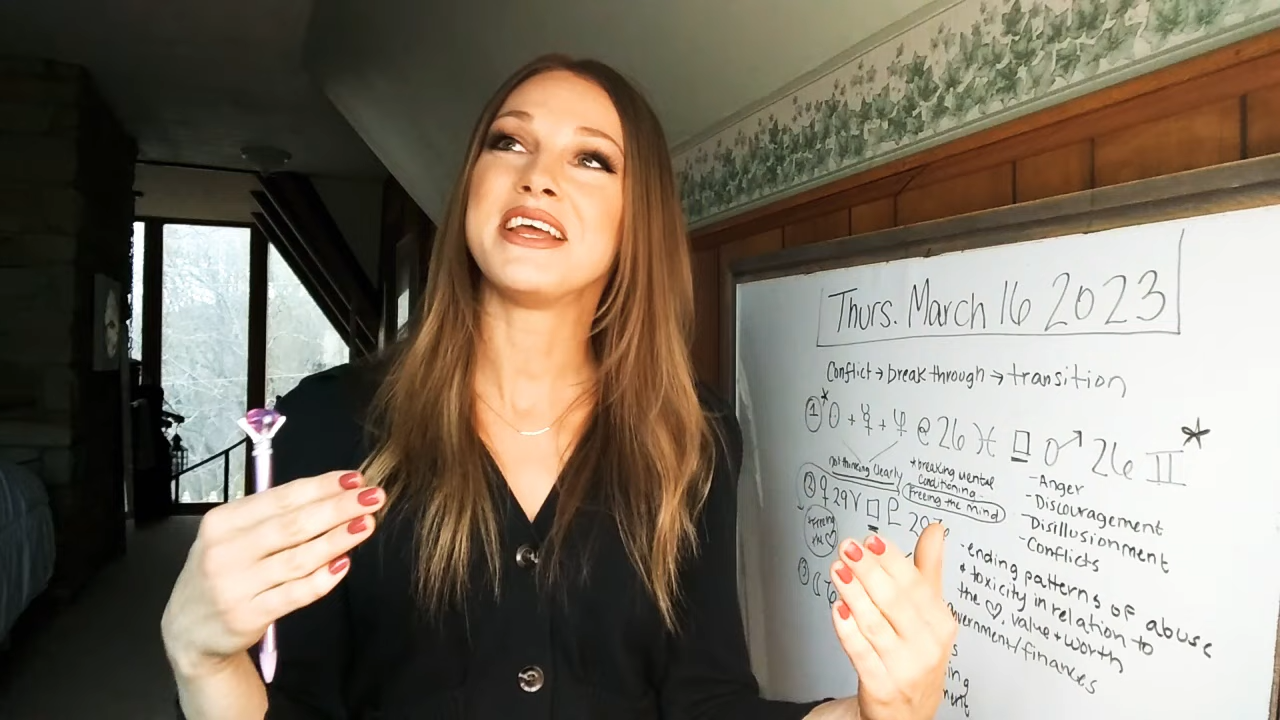 Thurs. March 16 2023
Conflict → break through → transition
* ① ☉ + ☿ + ♆ @ 26 ♓ □ ♂ 26 ♊ *
not thinking clearly
* breaking mental
conditioning -
Freeing the mind
- Anger
- Discouragement
- Disillusionment
- Conflicts
② ♀ 29 ♈ □ ♇ 29
* Freeing
the ♡
- ending patterns of abuse
+ toxicity in relation to
the ♡, value + worth
/finances
③ ☾